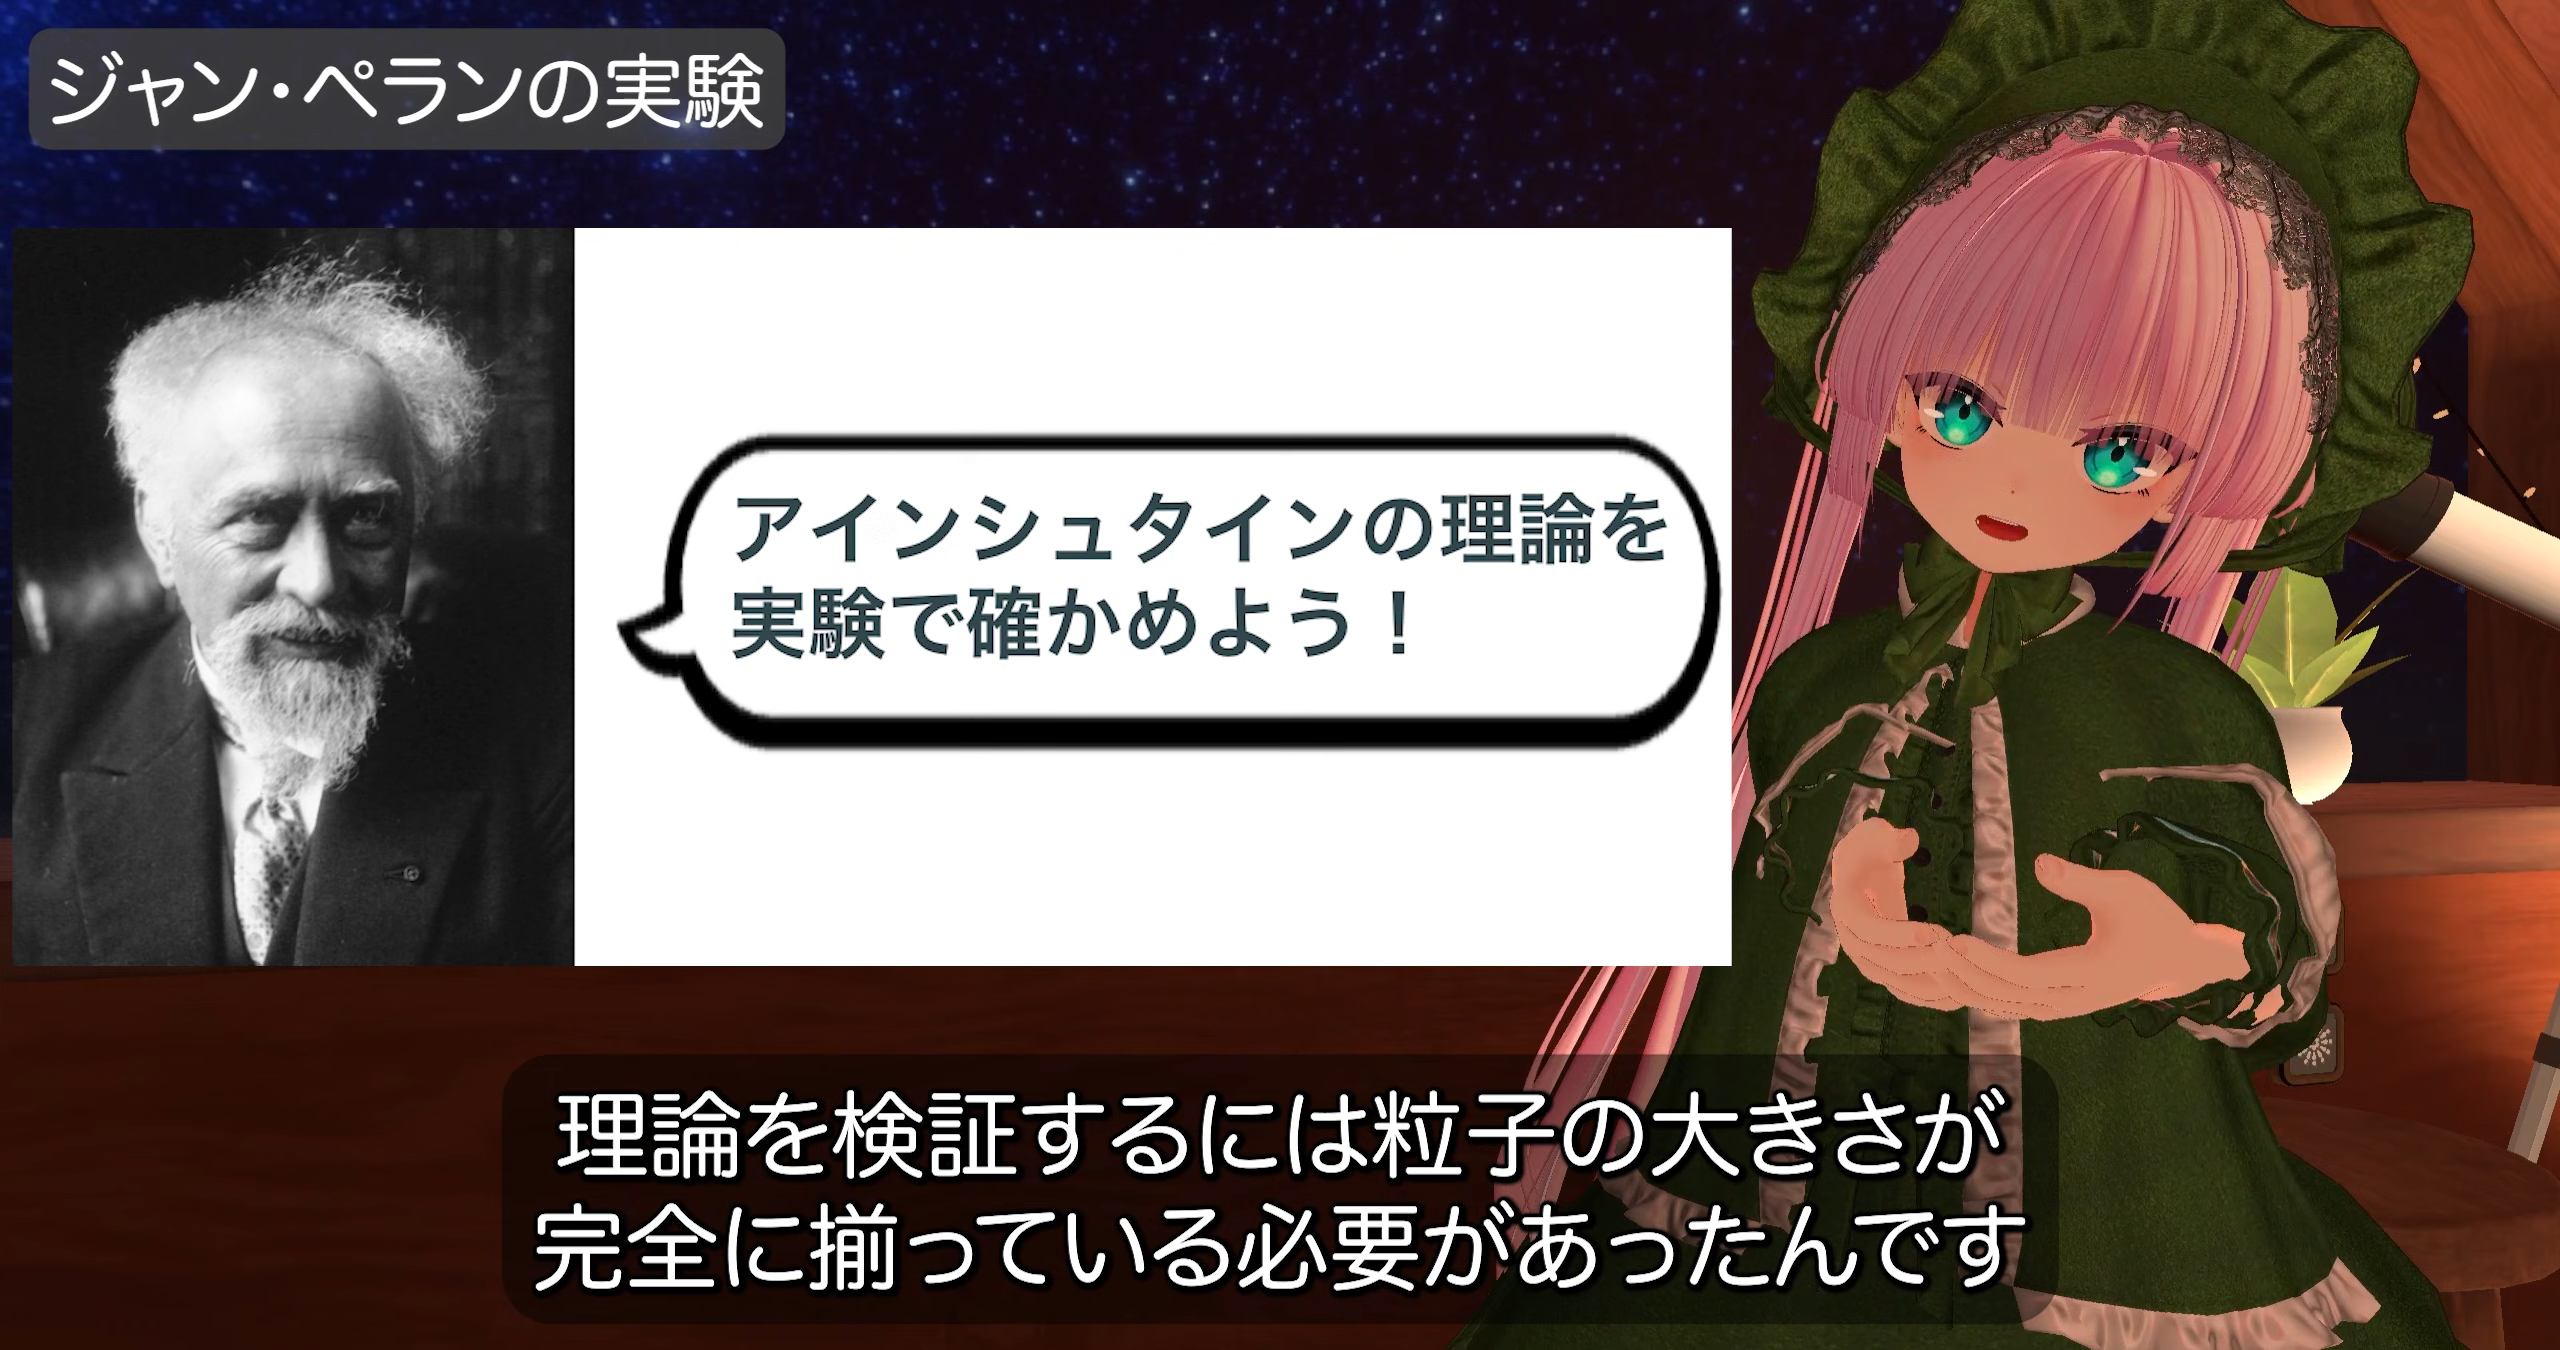 ジャン・ペランの実験
アインシュタインの理論を
実験で確かめよう！
理論を検証するには粒子の大きさが
完全に揃っている必要があったんです